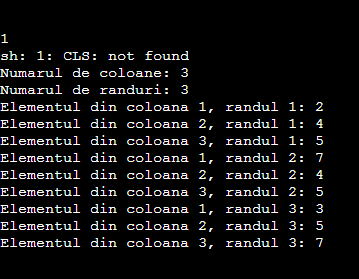 1
sh: 1: CLS: not found
Numarul de coloane: 3
Numarul de randuri: 3
Elementul din coloana 1, randul 1: 2
Elementul din coloana 2, randul 1: 4
Elementul din coloana 3, randul 1: 5
Elementul din coloana 1, randul 2: 7
Elementul din coloana 2, randul 2: 4
Elementul din coloana 3, randul 2: 5
Elementul din coloana 1, randul 3: 3
Elementul din coloana 2, randul 3: 5
Elementul din coloana 3, randul 3: 7